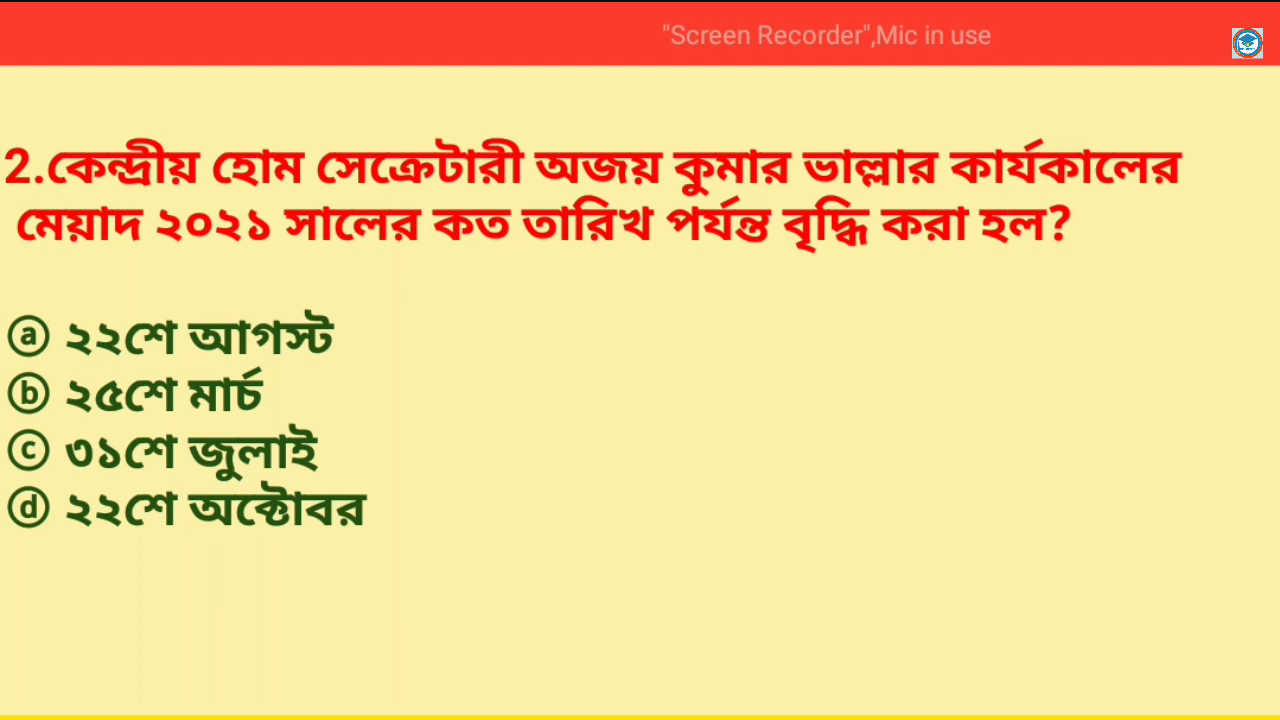 "Screen Recorder",Mic in use
2.কেন্দ্রীয় হোম সেক্রেটারী অজয় কুমার ভাল্লার কার্যকালের
মেয়াদ ২০২১ সালের কত তারিখ পর্যন্ত বৃদ্ধি করা হল?
ⓐ ২২শে আগস্ট
ⓑ ২৫শে মার্চ
ⓒ ৩১শে জুলাই
ⓓ ২২শে অক্টোবর